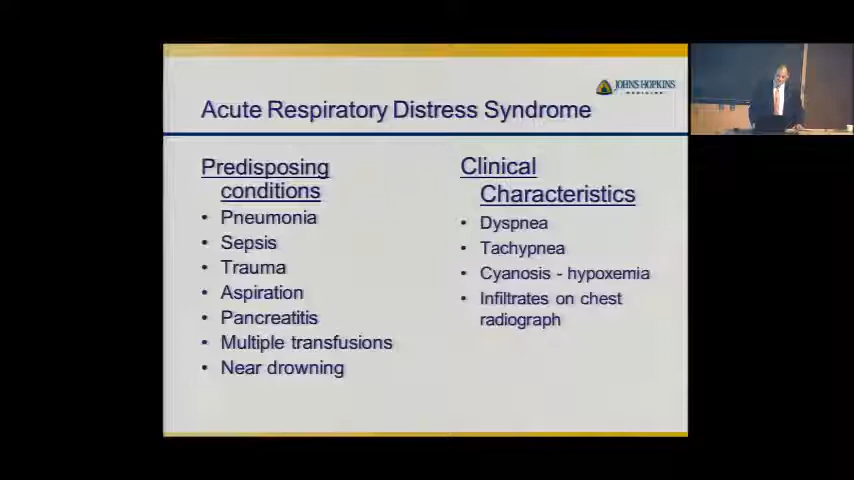 JOHNS HOPKINS
MEDICINE
Acute Respiratory Distress Syndrome
Predisposing
conditions
• Pneumonia
• Sepsis
• Trauma
• Aspiration
• Pancreatitis
• Multiple transfusions
• Near drowning
Clinical
Characteristics
• Dyspnea
• Tachypnea
• Cyanosis - hypoxemia
• Infiltrates on chest
radiograph